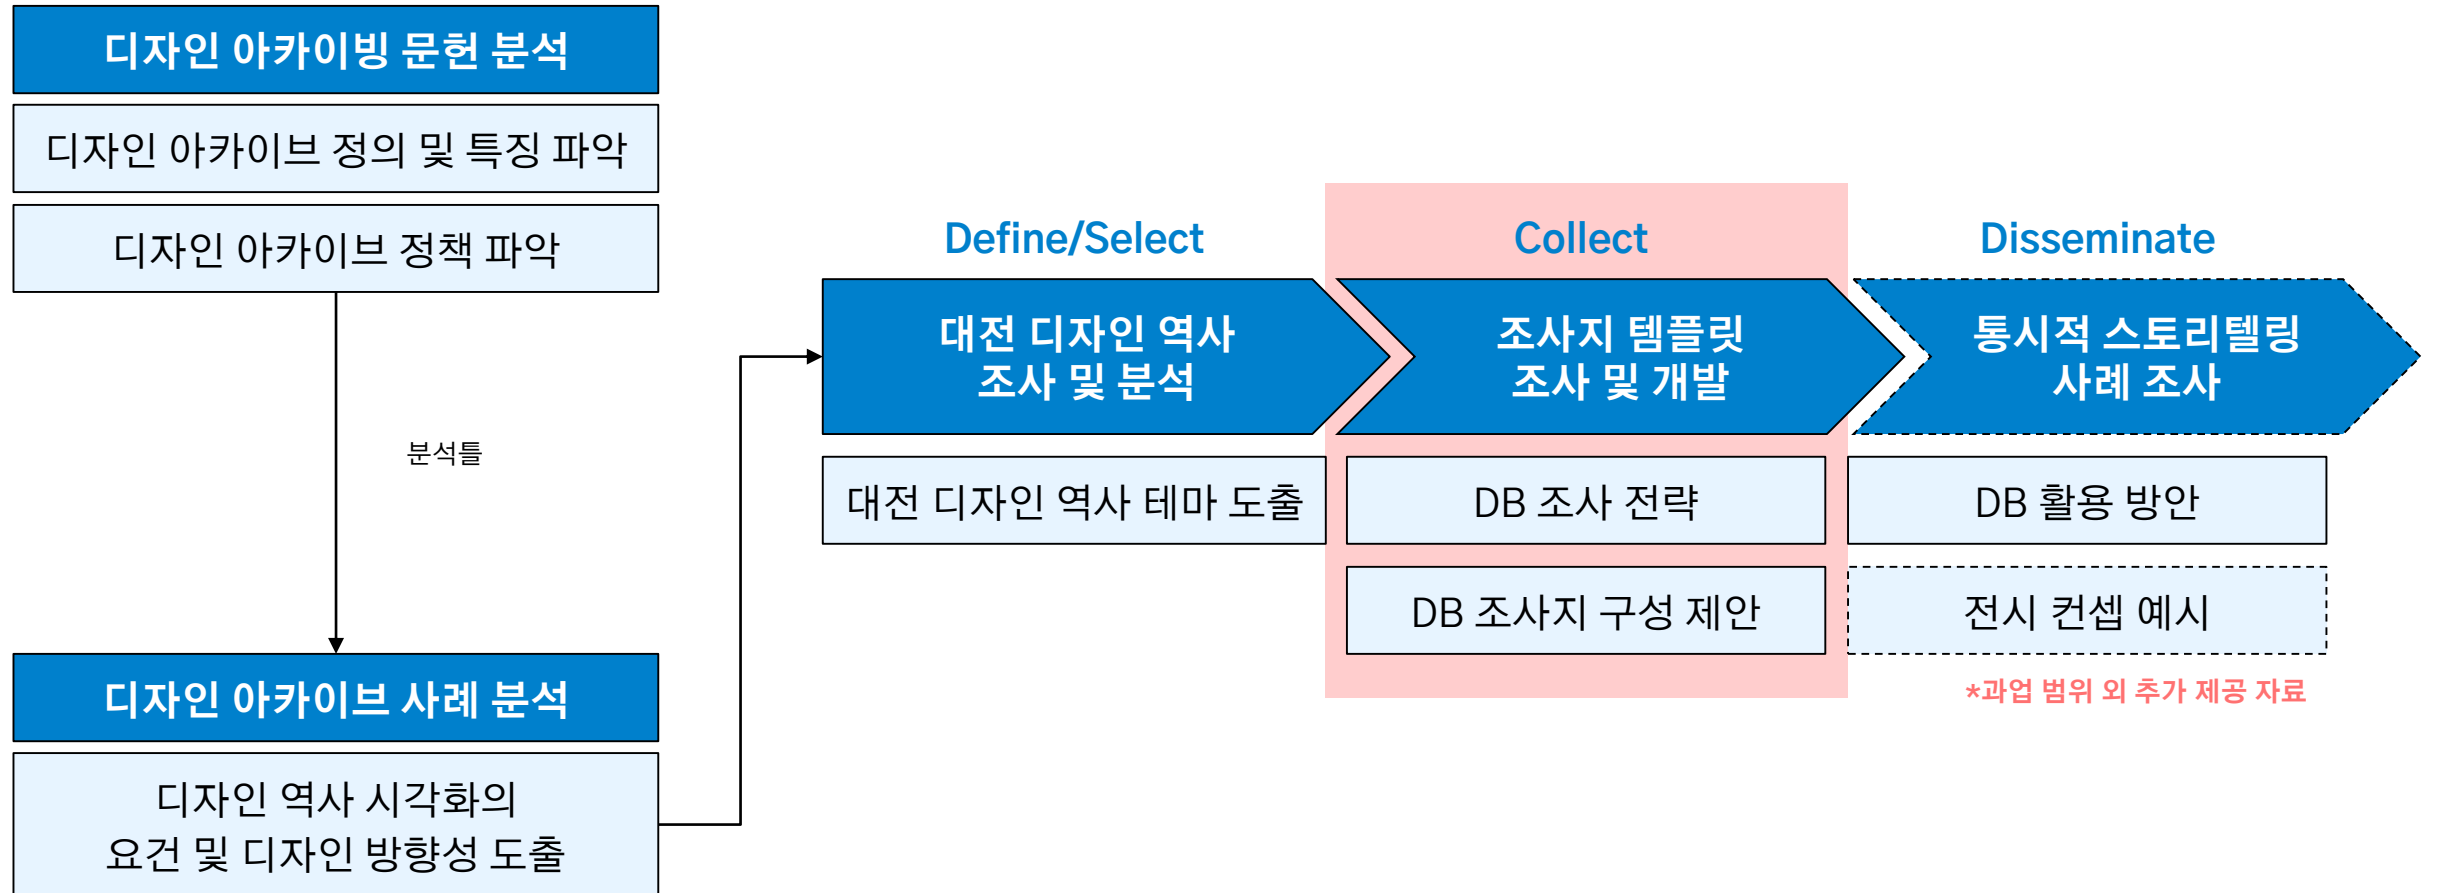 디자인 아카이빙 문헌 분석
디자인 아카이브 정의 및 특징 파악
디자인 아카이브 정책 파악
분석틀
디자인 아카이브 사례 분석
디자인 역사 시각화의
요건 및 디자인 방향성 도출
Define/Select
대전 디자인 역사
조사 및 분석
대전 디자인 역사 테마 도출
Collect
조사지 템플릿
조사 및 개발
DB 조사 전략
DB 조사지 구성 제안
Disseminate
통시적 스토리텔링
사례 조사
DB 활용 방안
전시 컨셉 예시
*과업 범위 외 추가 제공 자료